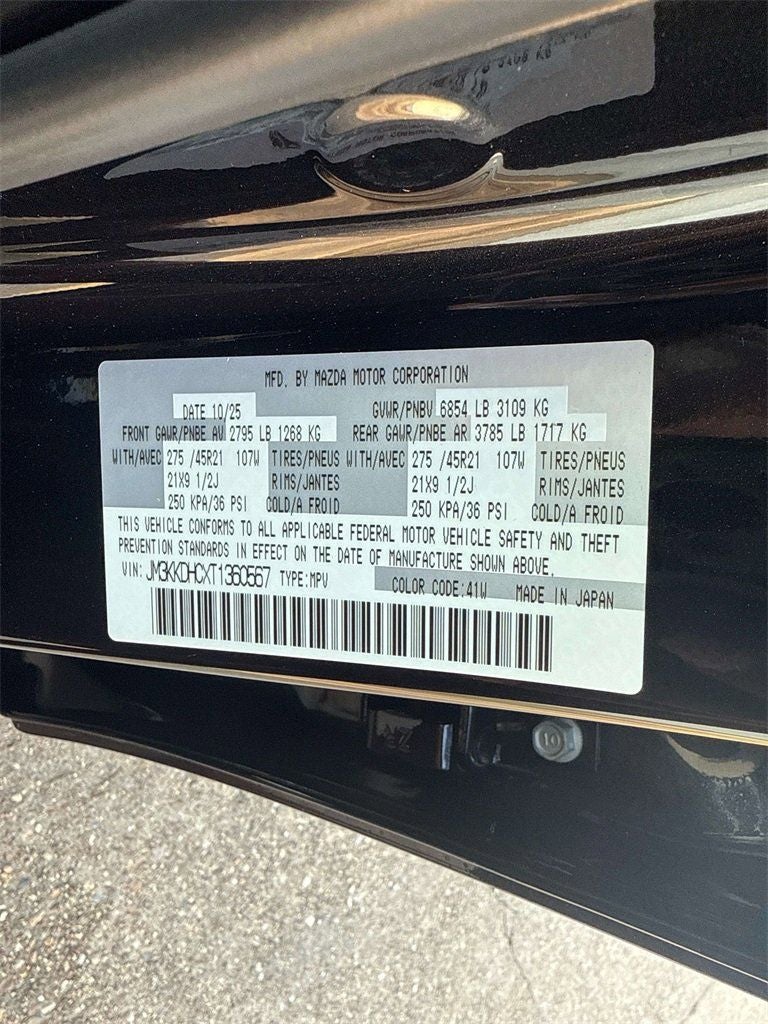 MFD. BY MAZDA MOTOR CORPORATION
DATE 10/25 GVWR/PNBV 6854 LB 3109 KG
FRONT GAWR/PNBE AV 2795 LB 1268 KG REAR GAWR/PNBE AR 3785 LB 1717 KG
WITH/AVEC 275 /45R21 107W TIRES/PNEUS WITH/AVEC 275 /45R21 107W TIRES/PNEUS
21X9 1/2J RIMS/JANTES 21X9 1/2J RIMS/JANTES
250 KPA/36 PSI COLD/A FROID 250 KPA/36 PSI COLD/A FROID
THIS VEHICLE CONFORMS TO ALL APPLICABLE FEDERAL MOTOR VEHICLE SAFETY AND THEFT
PREVENTION STANDARDS IN EFFECT ON THE DATE OF MANUFACTURE SHOWN ABOVE.
VIN: JM3KKDHCXT1360567 TYPE:MPV COLOR CODE:41W MADE IN JAPAN
10